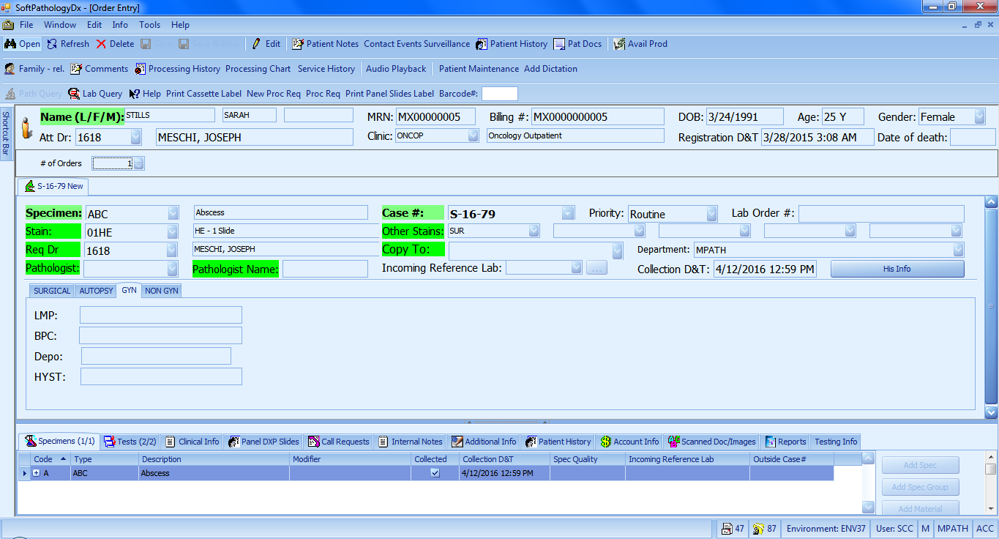 SoftPathologyDx - [Order Entry]
File Window Edit Info Tools Help
Open Refresh Delete Edit Patient Notes Contact Events Surveillance Patient History Pat Docs Avail Prod
Family - rel. Comments Processing History Processing Chart Service History Audio Playback Patient Maintenance Add Dictation
Path Query Lab Query Help Print Cassette Label New Proc Req Proc Req Print Panel Slides Label Barcode#:
Shortcut Bar
Name (L/F/M): STILLS SARAH MRN: MX00000005 Billing #: MX0000000005 DOB: 3/24/1991 Age: 25 Y Gender: Female
Att Dr: 1618 MESCHI, JOSEPH Clinic: ONCOP Oncology Outpatient Registration D&T 3/28/2015 3:08 AM Date of death:
# of Orders 1
S-16-79 New
Specimen: ABC Abscess Case #: S-16-79 Priority: Routine Lab Order #:
Stain: 01HE HE - 1 Slide Other Stains: SUR
Req Dr 1618 MESCHI, JOSEPH Copy To: Department: MPATH
Pathologist: Pathologist Name: Incoming Reference Lab: ... Collection D&T: 4/12/2016 12:59 PM His Info
SURGICAL AUTOPSY GYN NON GYN
LMP:
BPC:
Depo:
HYST:
Specimens (1/1) Tests (2/2) Clinical Info Panel DXP Slides Call Requests Internal Notes Additional Info Patient History Account Info Scanned Doc/Images Reports Testing Info
Code Type Description Modifier Collected Collection D&T Spec Quality Incoming Reference Lab Outside Case#
A ABC Abscess 4/12/2016 12:59 PM
Add Spec
Add Spec Group
Add Material
47 87 Environment: ENV37 User: SCC M MPATH ACC